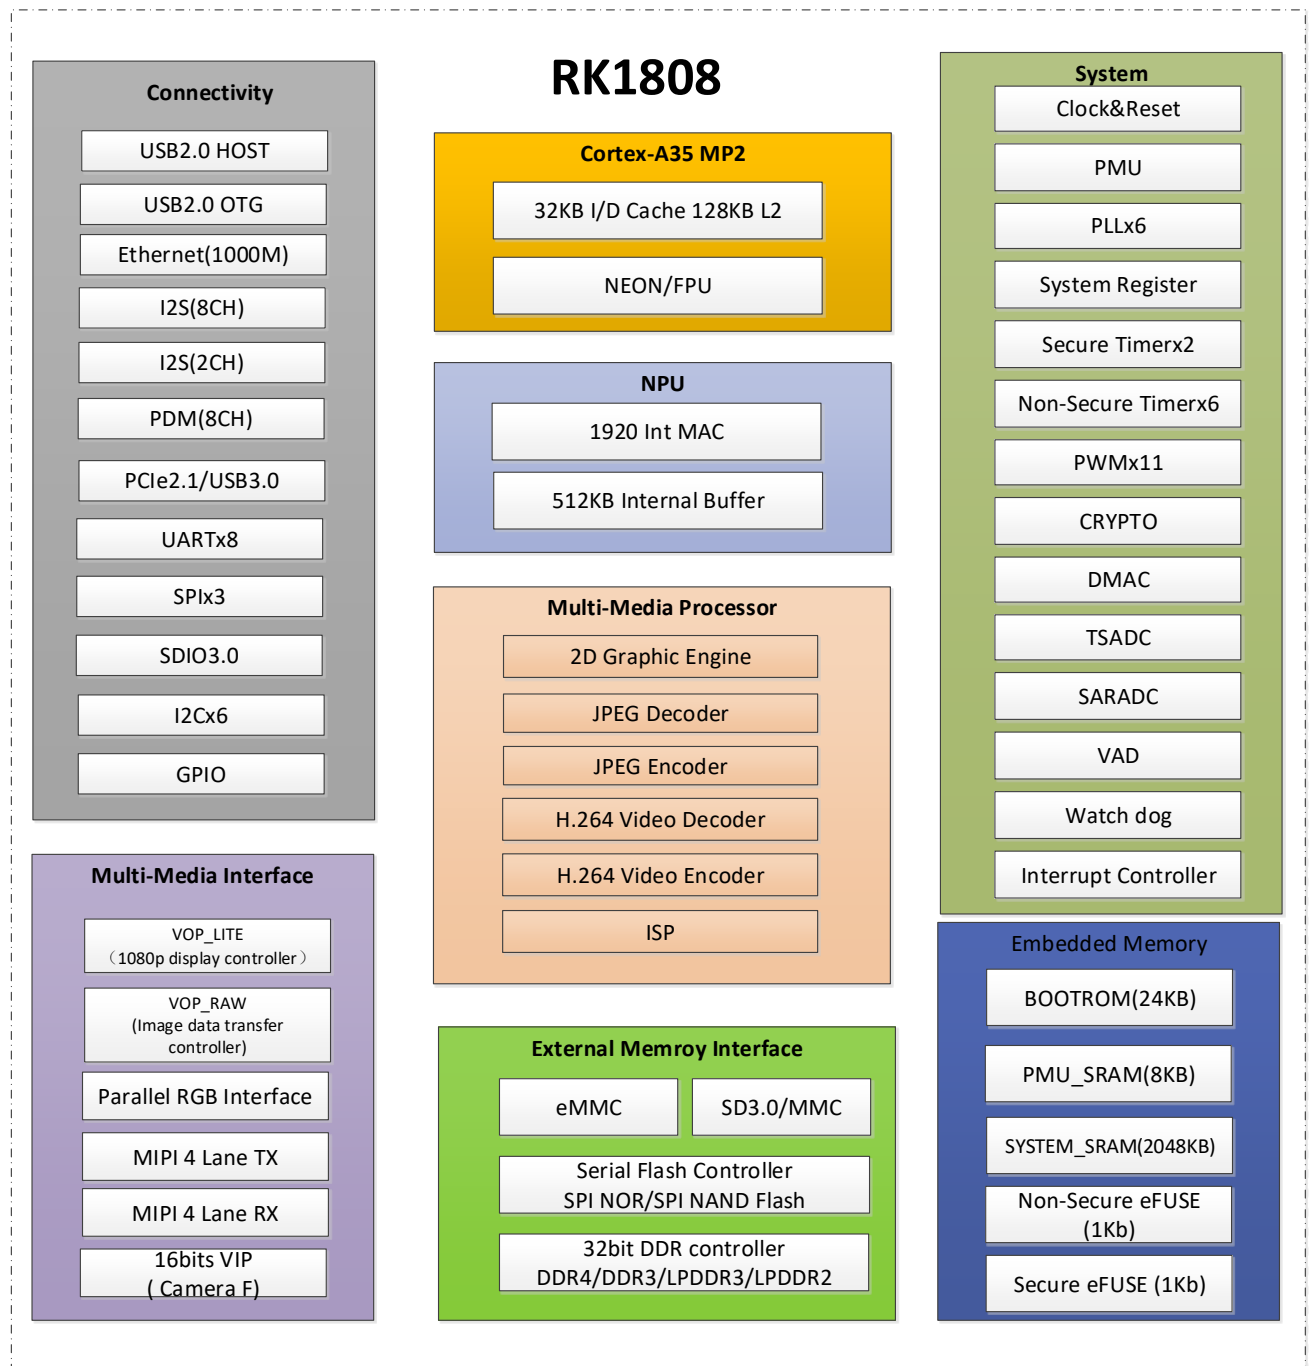 RK1808
Connectivity
USB2.0 HOST
USB2.0 OTG
Ethernet(1000M)
I2S(8CH)
I2S(2CH)
PDM(8CH)
PCIe2.1/USB3.0
UARTx8
SPIx3
SDIO3.0
I2Cx6
GPIO
Multi-Media Interface
VOP_LITE
（1080p display controller）
VOP_RAW
(Image data transfer
controller)
Parallel RGB Interface
MIPI 4 Lane TX
MIPI 4 Lane RX
16bits VIP
( Camera F)
Cortex-A35 MP2
32KB I/D Cache 128KB L2
NEON/FPU
NPU
1920 Int MAC
512KB Internal Buffer
Multi-Media Processor
2D Graphic Engine
JPEG Decoder
JPEG Encoder
H.264 Video Decoder
H.264 Video Encoder
ISP
External Memroy Interface
eMMC
SD3.0/MMC
Serial Flash Controller
SPI NOR/SPI NAND Flash
32bit DDR controller
DDR4/DDR3/LPDDR3/LPDDR2
System
Clock&Reset
PMU
PLLx6
System Register
Secure Timerx2
Non-Secure Timerx6
PWMx11
CRYPTO
DMAC
TSADC
SARADC
VAD
Watch dog
Interrupt Controller
Embedded Memory
BOOTROM(24KB)
PMU_SRAM(8KB)
SYSTEM_SRAM(2048KB)
Non-Secure eFUSE
(1Kb)
Secure eFUSE (1Kb)